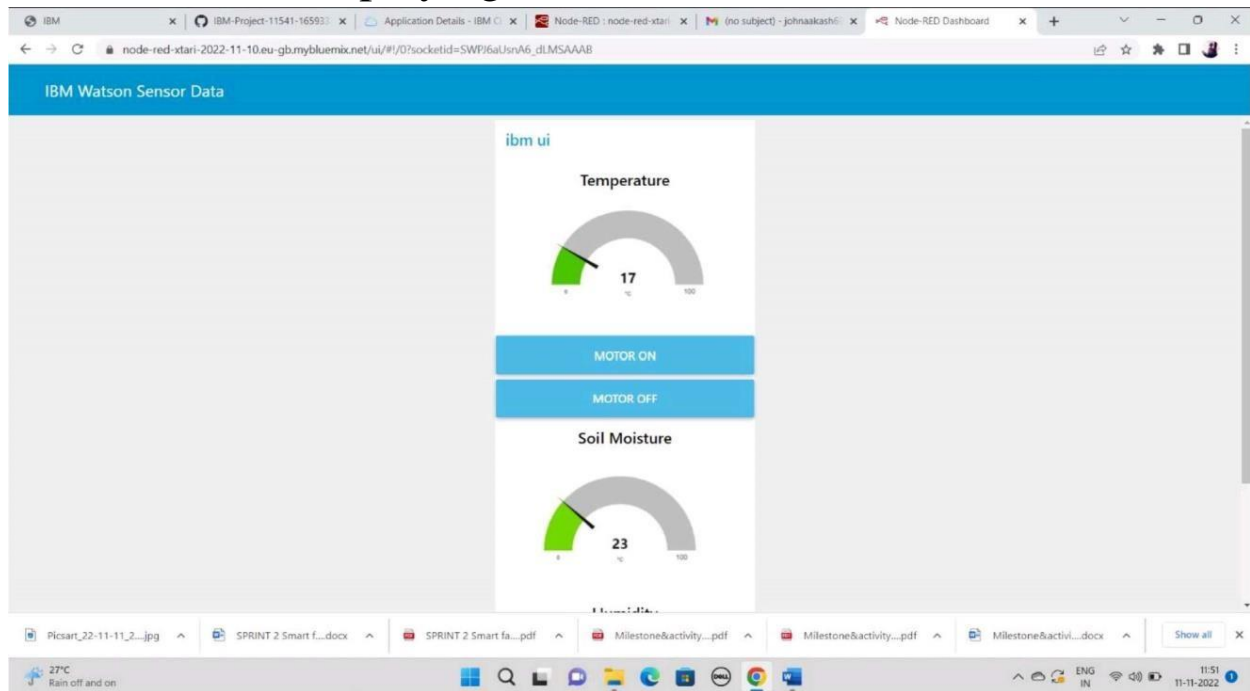 IBM
IBM-Project-11541-16593
Application Details - IBM Cl
Node-RED : node-red-xtari
(no subject) - johnaakash6
Node-RED Dashboard
node-red-xtari-2022-11-10.eu-gb.mybluemix.net/ui/#!/0?socketid=SWPJ6aUsnA6_dLMSAAAB
IBM Watson Sensor Data
ibm ui
Temperature
17
0 °C 100
MOTOR ON
MOTOR OFF
Soil Moisture
23
0 °C 100
Humidity
Picsart_22-11-11_2....jpg
SPRINT 2 Smart f....docx
SPRINT 2 Smart fa....pdf
Milestone&activity....pdf
Milestone&activity....pdf
Milestone&activi....docx
Show all
27°C
Rain off and on
ENG
IN
11:51
11-11-2022